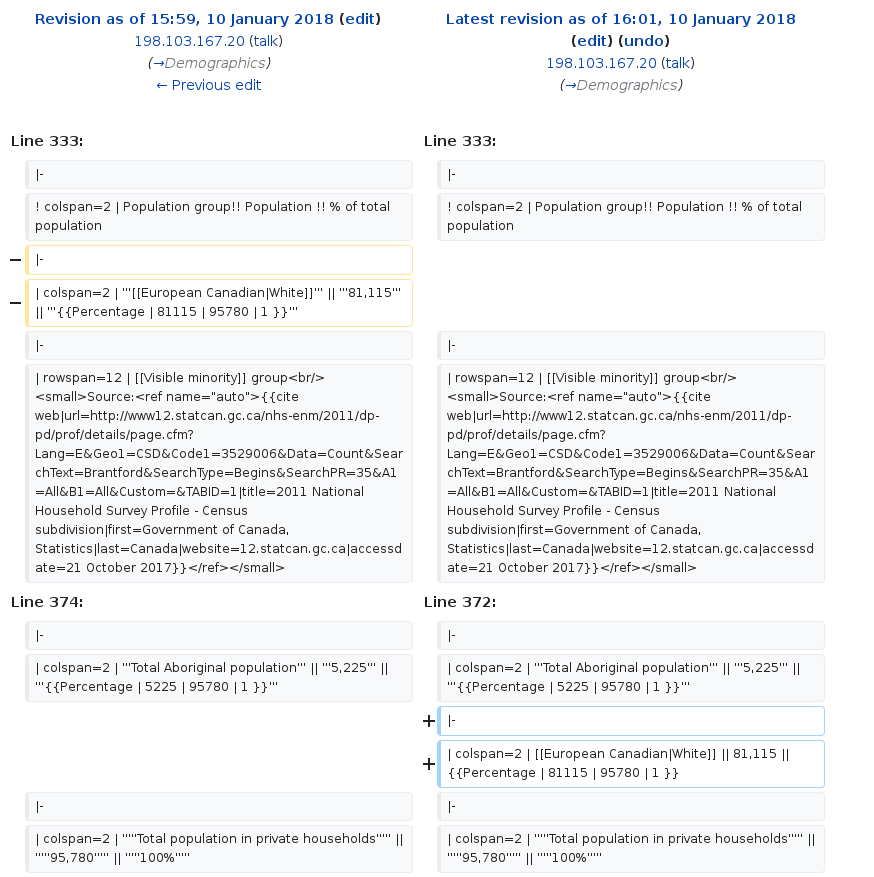 Revision as of 15:59, 10 January 2018 (edit)
198.103.167.20 (talk)
(→Demographics)
← Previous edit
Latest revision as of 16:01, 10 January 2018
(edit) (undo)
198.103.167.20 (talk)
(→Demographics)
Line 333:
Line 333:
|-
|-
! colspan=2 | Population group!! Population !! % of total
population
! colspan=2 | Population group!! Population !! % of total
population
− |-
− | colspan=2 | '''[[European Canadian|White]]''' || '''81,115'''
|| '''{{Percentage | 81115 | 95780 | 1 }}'''
|-
|-
| rowspan=12 | [[Visible minority]] group<br/>
<small>Source:<ref name="auto">{{cite
web|url=http://www12.statcan.gc.ca/nhs-enm/2011/dp-
pd/prof/details/page.cfm?
Lang=E&Geo1=CSD&Code1=3529006&Data=Count&Sear
chText=Brantford&SearchType=Begins&SearchPR=35&A1
=All&B1=All&Custom=&TABID=1|title=2011 National
Household Survey Profile - Census
subdivision|first=Government of Canada,
Statistics|last=Canada|website=12.statcan.gc.ca|accessd
ate=21 October 2017}}</ref></small>
| rowspan=12 | [[Visible minority]] group<br/>
<small>Source:<ref name="auto">{{cite
web|url=http://www12.statcan.gc.ca/nhs-enm/2011/dp-
pd/prof/details/page.cfm?
Lang=E&Geo1=CSD&Code1=3529006&Data=Count&Sear
chText=Brantford&SearchType=Begins&SearchPR=35&A1
=All&B1=All&Custom=&TABID=1|title=2011 National
Household Survey Profile - Census
subdivision|first=Government of Canada,
Statistics|last=Canada|website=12.statcan.gc.ca|accessd
ate=21 October 2017}}</ref></small>
Line 374:
Line 372:
|-
|-
| colspan=2 | '''Total Aboriginal population''' || '''5,225''' ||
'''{{Percentage | 5225 | 95780 | 1 }}'''
| colspan=2 | '''Total Aboriginal population''' || '''5,225''' ||
'''{{Percentage | 5225 | 95780 | 1 }}'''
+ |-
+ | colspan=2 | [[European Canadian|White]] || 81,115 ||
{{Percentage | 81115 | 95780 | 1 }}
|-
|-
| colspan=2 | '''''Total population in private households''''' ||
'''''95,780''''' || '''''100%'''''
| colspan=2 | '''''Total population in private households''''' ||
'''''95,780''''' || '''''100%'''''